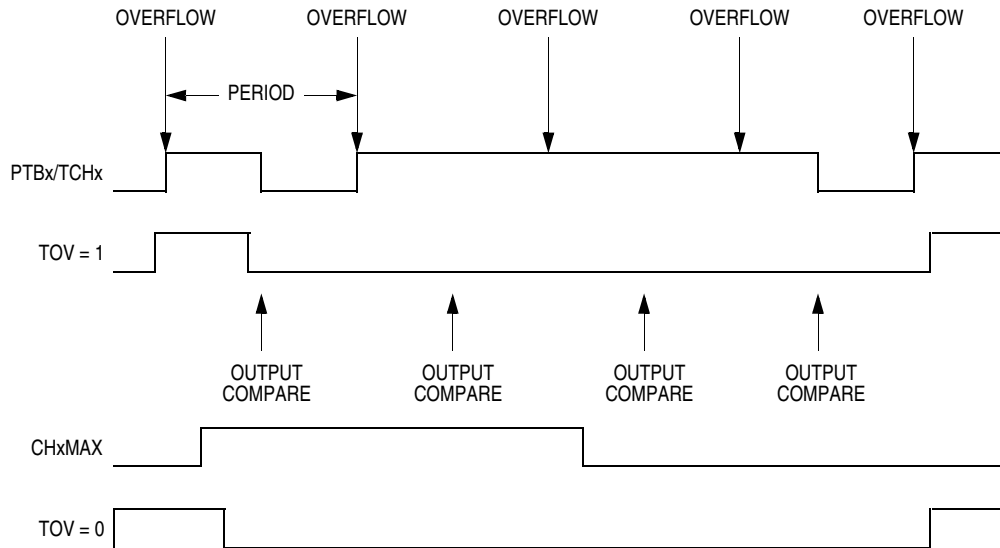 OVERFLOW OVERFLOW OVERFLOW OVERFLOW OVERFLOW
PERIOD
PTBx/TCHx
TOV = 1
OUTPUT OUTPUT OUTPUT OUTPUT
COMPARE COMPARE COMPARE COMPARE
CHxMAX
TOV = 0